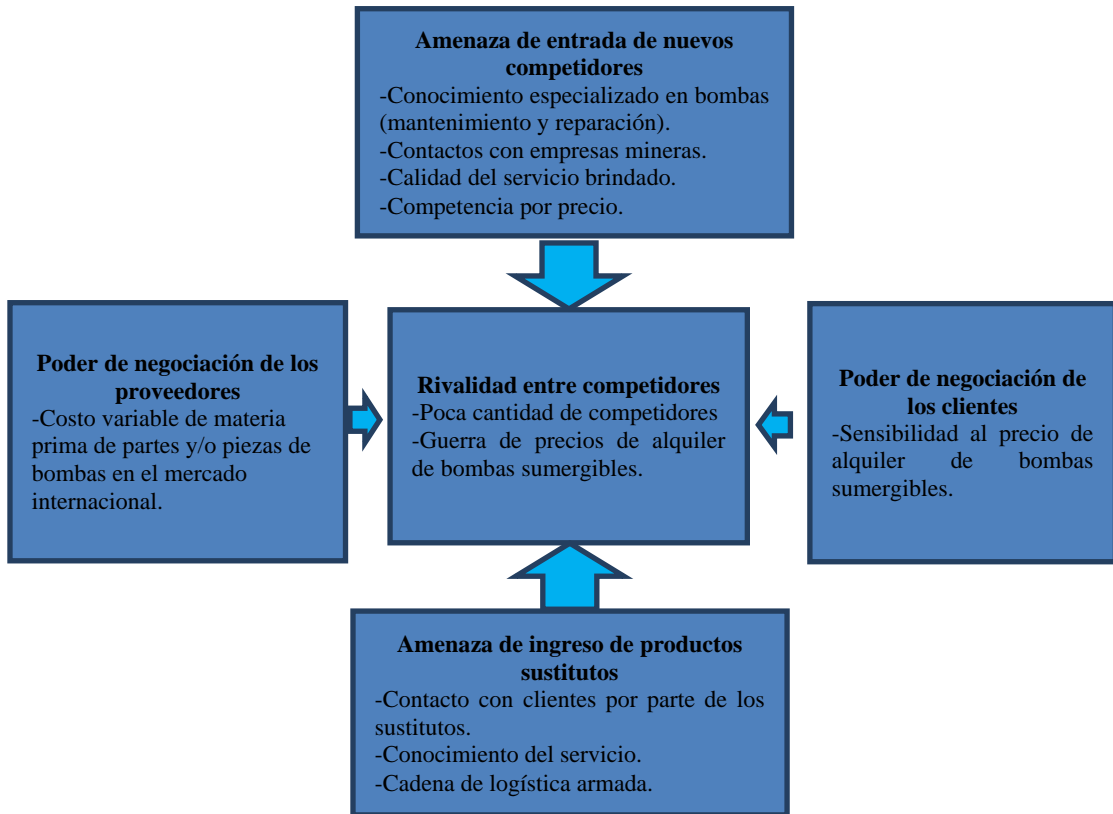 Amenaza de entrada de nuevos
competidores
-Conocimiento especializado en bombas
(mantenimiento y reparación).
-Contactos con empresas mineras.
-Calidad del servicio brindado.
-Competencia por precio.
Poder de negociación de los
proveedores
-Costo variable de materia
prima de partes y/o piezas de
bombas en el mercado
internacional.
Rivalidad entre competidores
-Poca cantidad de competidores
-Guerra de precios de alquiler
de bombas sumergibles.
Poder de negociación de
los clientes
-Sensibilidad al precio de
alquiler de bombas
sumergibles.
Amenaza de ingreso de productos
sustitutos
-Contacto con clientes por parte de los
sustitutos.
-Conocimiento del servicio.
-Cadena de logística armada.